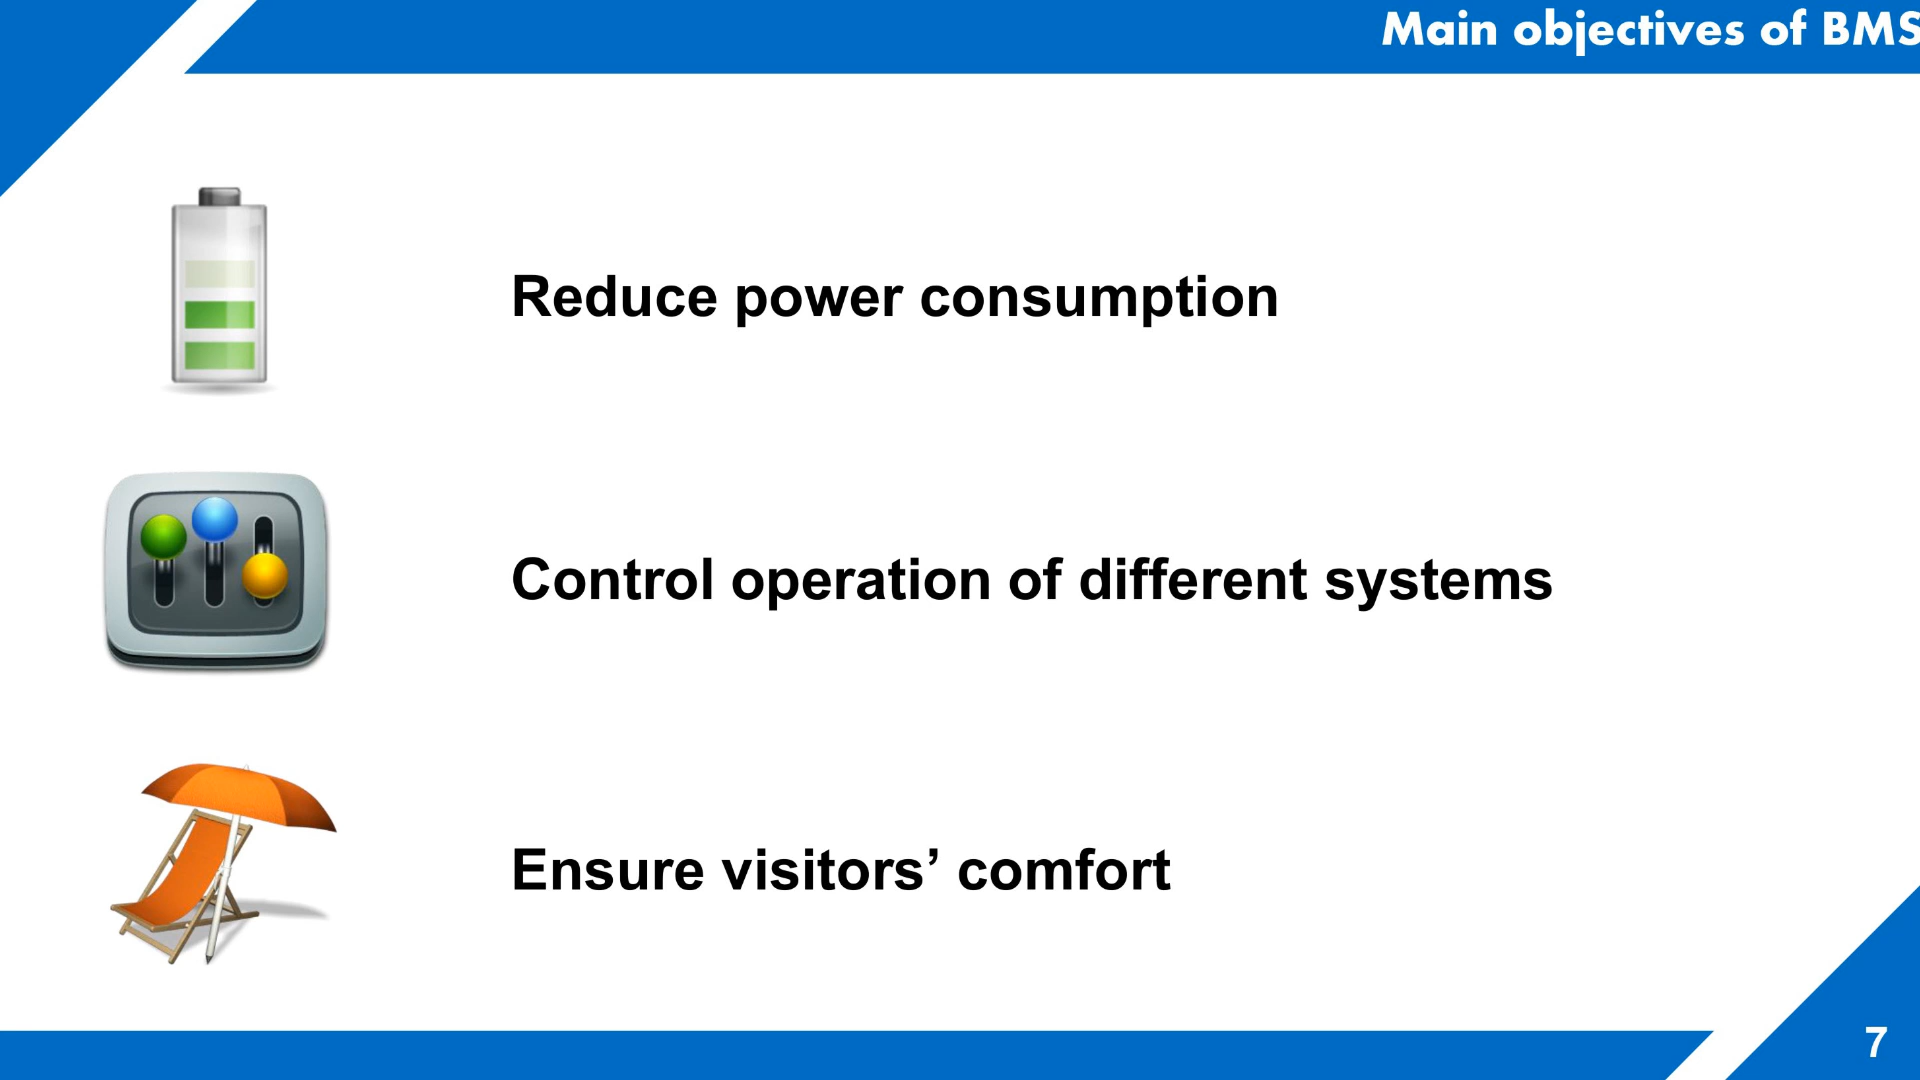 Main objectives of BMS
Reduce power consumption
Control operation of different systems
Ensure visitors’ comfort
7